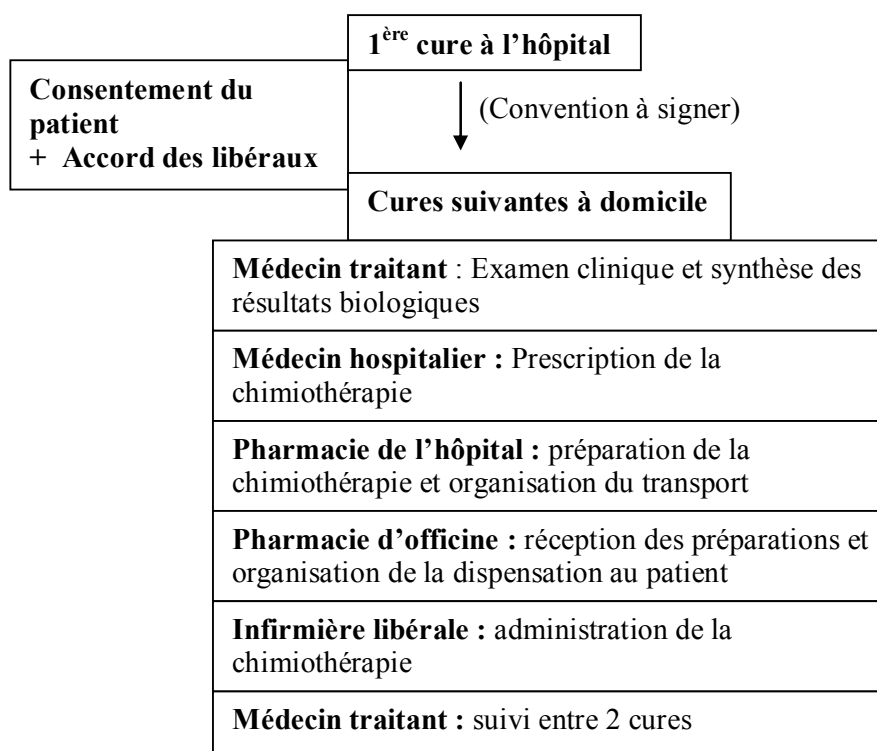 1ère cure à l’hôpital
Consentement du
patient
+ Accord des libéraux
(Convention à signer)
Cures suivantes à domicile
Médecin traitant : Examen clinique et synthèse des
résultats biologiques
Médecin hospitalier : Prescription de la
chimiothérapie
Pharmacie de l’hôpital : préparation de la
chimiothérapie et organisation du transport
Pharmacie d’officine : réception des préparations et
organisation de la dispensation au patient
Infirmière libérale : administration de la
chimiothérapie
Médecin traitant : suivi entre 2 cures